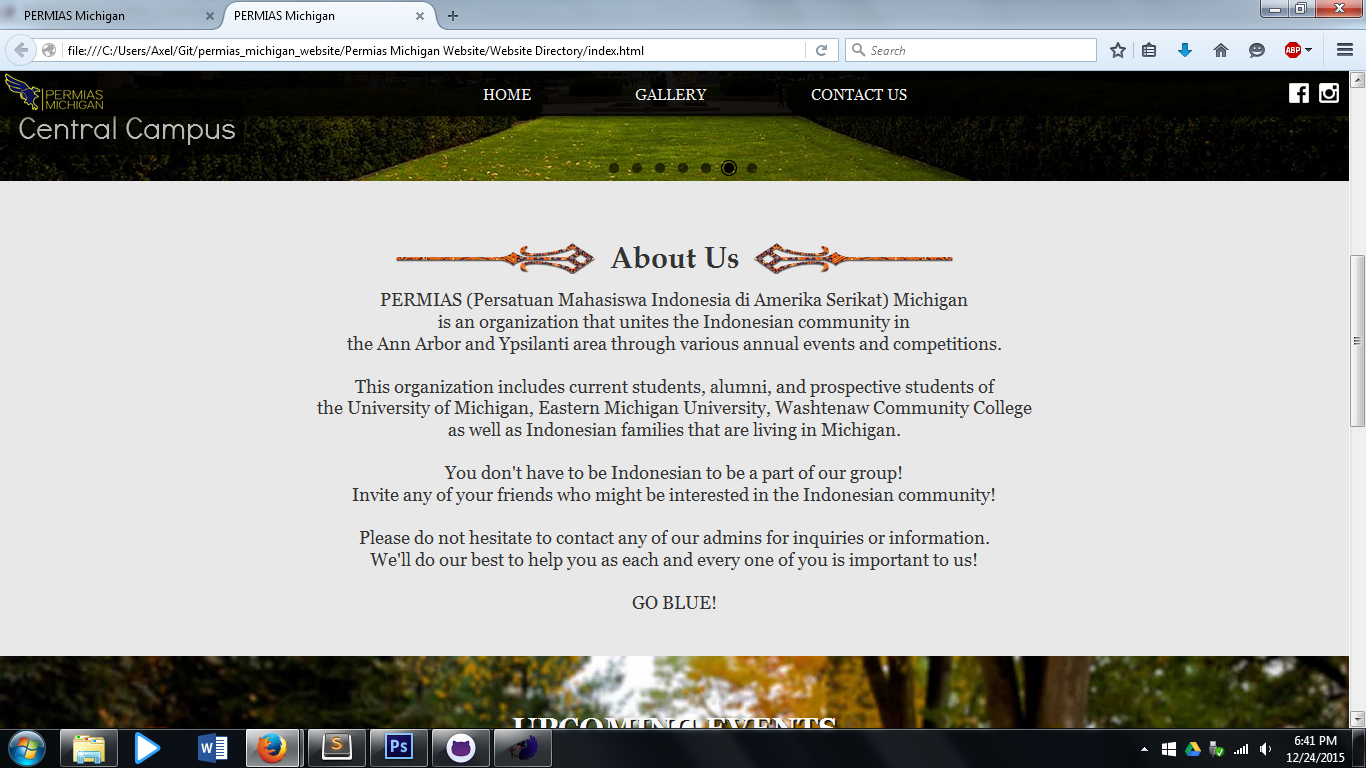 PERMIAS Michigan
PERMIAS Michigan
file:///C:/Users/Axel/Git/permias_michigan_website/Permias Michigan Website/Website Directory/index.html
Search
ABP
PERMIAS
MICHIGAN
HOME
GALLERY
CONTACT US
Central Campus
About Us
PERMIAS (Persatuan Mahasiswa Indonesia di Amerika Serikat) Michigan
is an organization that unites the Indonesian community in
the Ann Arbor and Ypsilanti area through various annual events and competitions.
This organization includes current students, alumni, and prospective students of
the University of Michigan, Eastern Michigan University, Washtenaw Community College
as well as Indonesian families that are living in Michigan.
You don't have to be Indonesian to be a part of our group!
Invite any of your friends who might be interested in the Indonesian community!
Please do not hesitate to contact any of our admins for inquiries or information.
We'll do our best to help you as each and every one of you is important to us!
GO BLUE!
UPCOMING EVENTS
W
S
Ps
6:41 PM
12/24/2015